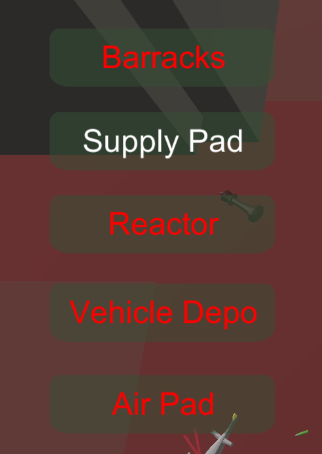 Barracks
Supply Pad
Reactor
Vehicle Depo
Air Pad